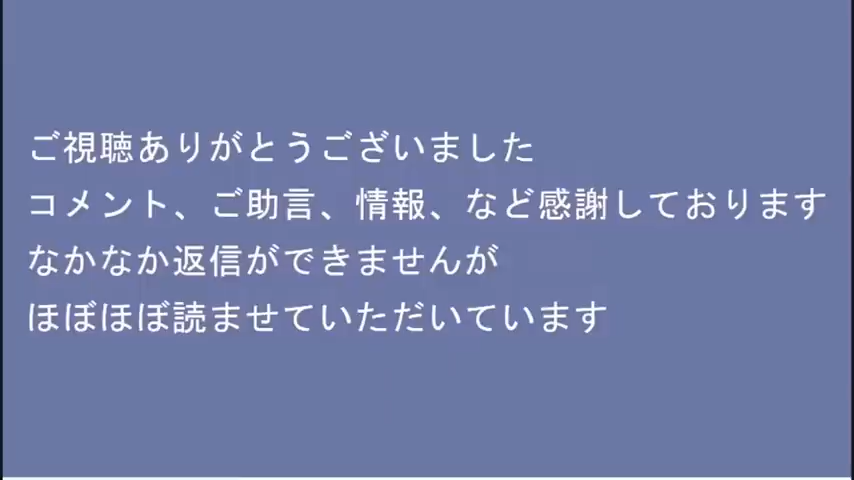 ご視聴ありがとうございました
コメント、ご助言、情報、など感謝しております
なかなか返信ができませんが
ほぼほぼ読ませていただいています